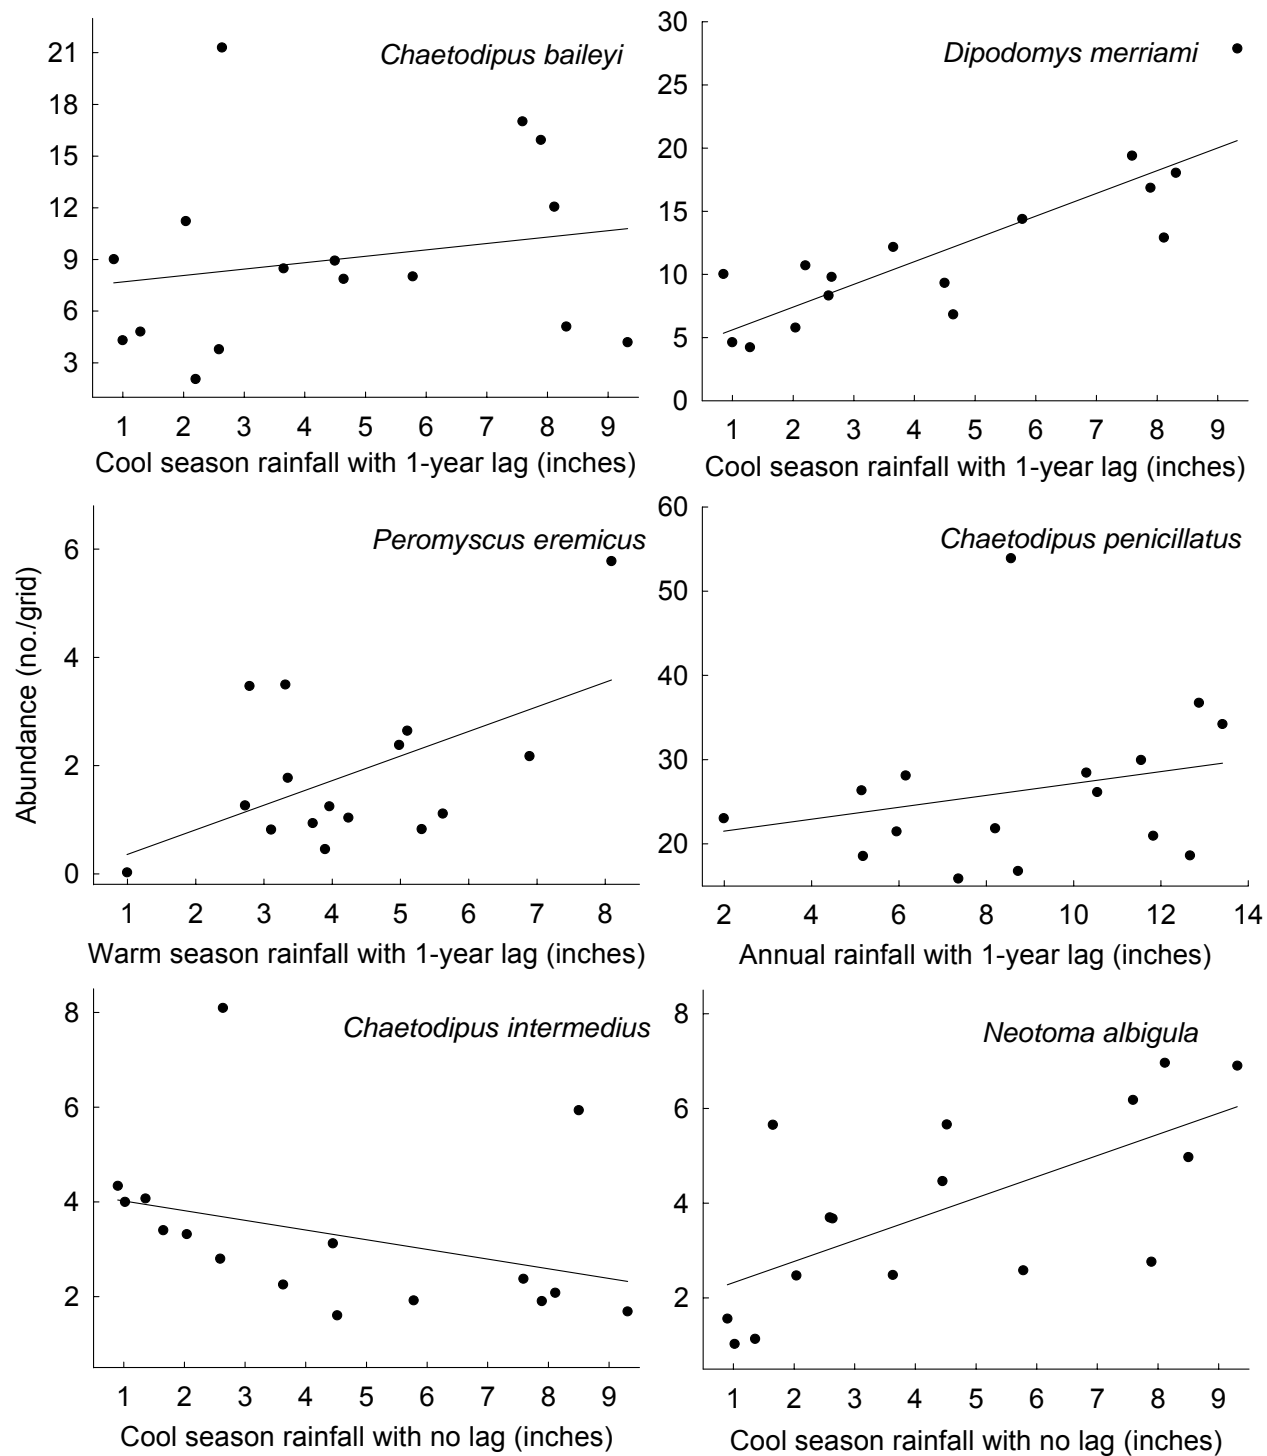 Chaetodipus baileyi
21
18
15
12
9
6
3
1 2 3 4 5 6 7 8 9
Cool season rainfall with 1-year lag (inches)
Dipodomys merriami
30
25
20
15
10
5
0
1 2 3 4 5 6 7 8 9
Cool season rainfall with 1-year lag (inches)
Abundance (no./grid)
Peromyscus eremicus
6
4
2
0
1 2 3 4 5 6 7 8
Warm season rainfall with 1-year lag (inches)
Chaetodipus penicillatus
60
50
40
30
20
2 4 6 8 10 12 14
Annual rainfall with 1-year lag (inches)
Chaetodipus intermedius
8
6
4
2
1 2 3 4 5 6 7 8 9
Cool season rainfall with no lag (inches)
Neotoma albigula
8
6
4
2
1 2 3 4 5 6 7 8 9
Cool season rainfall with no lag (inches)